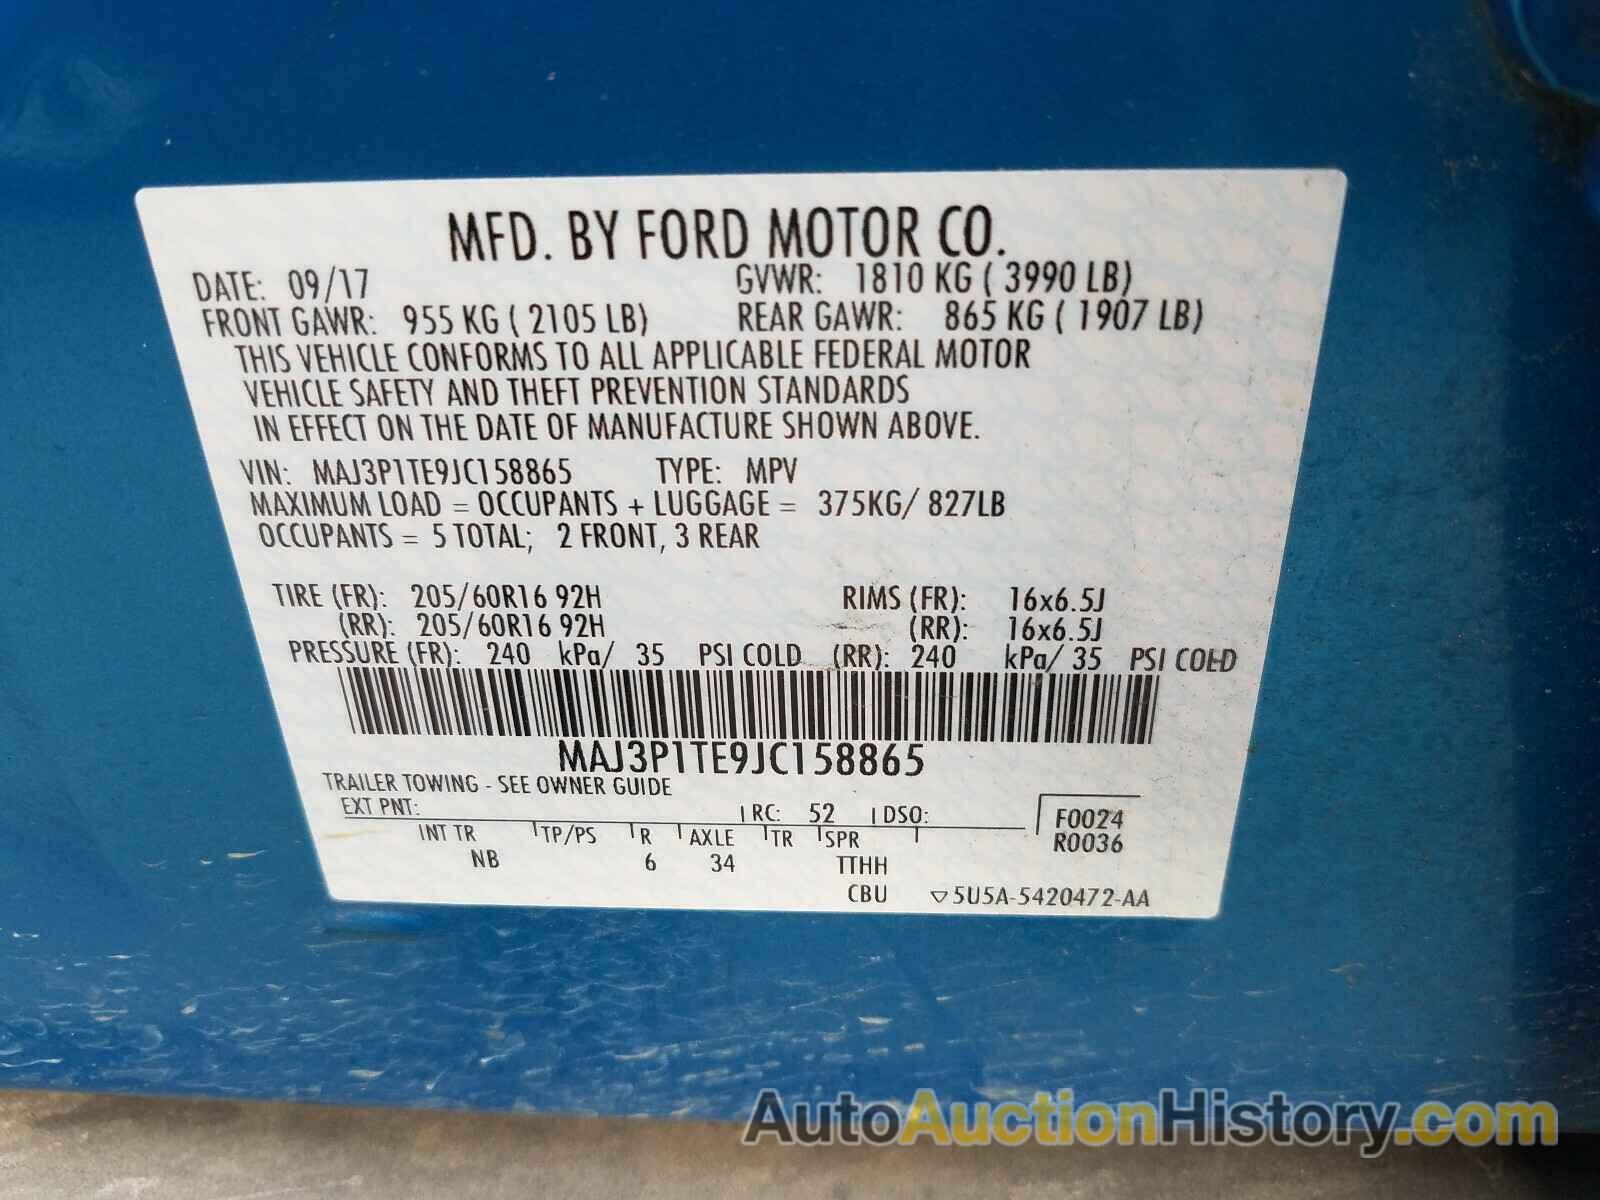 MFD. BY FORD MOTOR CO.
DATE: 09/17 GVWR: 1810 KG ( 3990 LB)
FRONT GAWR: 955 KG ( 2105 LB) REAR GAWR: 865 KG ( 1907 LB)
THIS VEHICLE CONFORMS TO ALL APPLICABLE FEDERAL MOTOR
VEHICLE SAFETY AND THEFT PREVENTION STANDARDS
IN EFFECT ON THE DATE OF MANUFACTURE SHOWN ABOVE.
VIN: MAJ3P1TE9JC158865 TYPE: MPV
MAXIMUM LOAD = OCCUPANTS + LUGGAGE = 375KG/ 827LB
OCCUPANTS = 5 TOTAL; 2 FRONT, 3 REAR
TIRE (FR): 205/60R16 92H RIMS (FR): 16x6.5J
(RR): 205/60R16 92H (RR): 16x6.5J
PRESSURE (FR): 240 kPa/ 35 PSI COLD (RR): 240 kPa/ 35 PSI COLD
MAJ3P1TE9JC158865
TRAILER TOWING - SEE OWNER GUIDE
EXT PNT: RC: 52 DSO: F0024
INT TR TP/PS R AXLE TR SPR R0036
NB 6 34 TTHH
CBU ▽5U5A-5420472-AA
AutoAuctionHistory.com